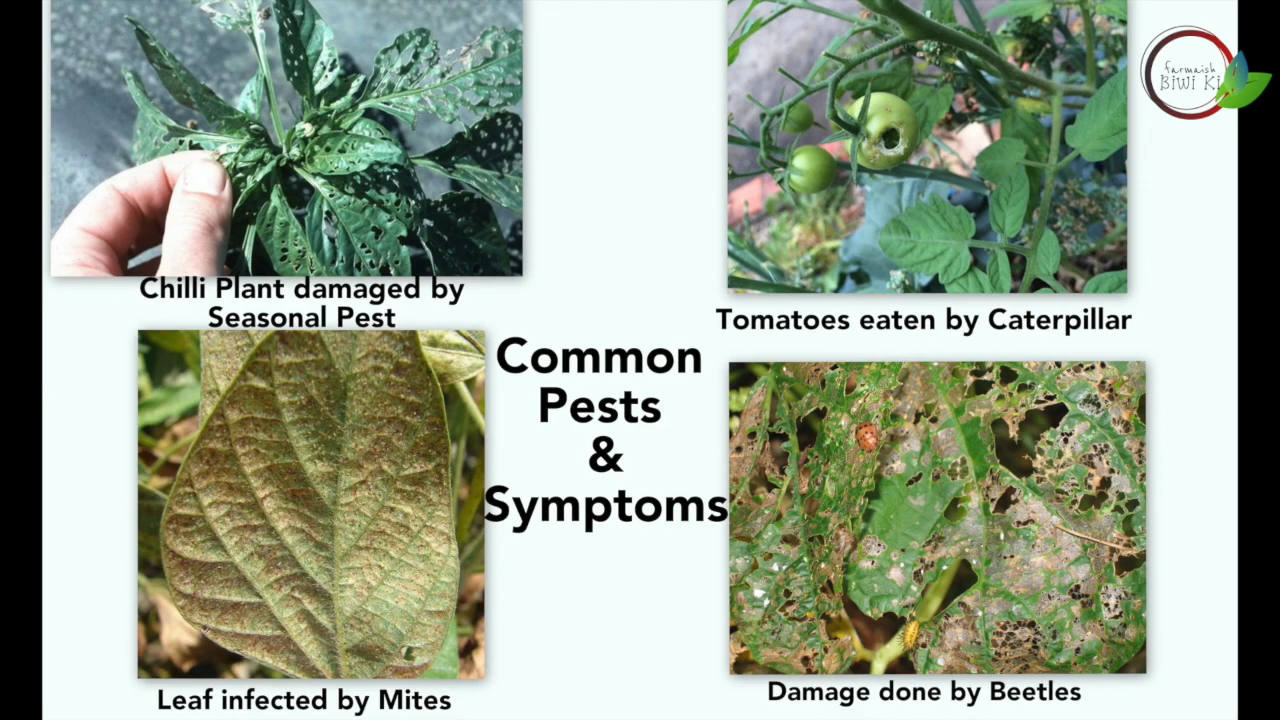 farmaish
Biwi Ki
Chilli Plant damaged by
Seasonal Pest
Tomatoes eaten by Caterpillar
Common
Pests
&
Symptoms
Leaf infected by Mites
Damage done by Beetles